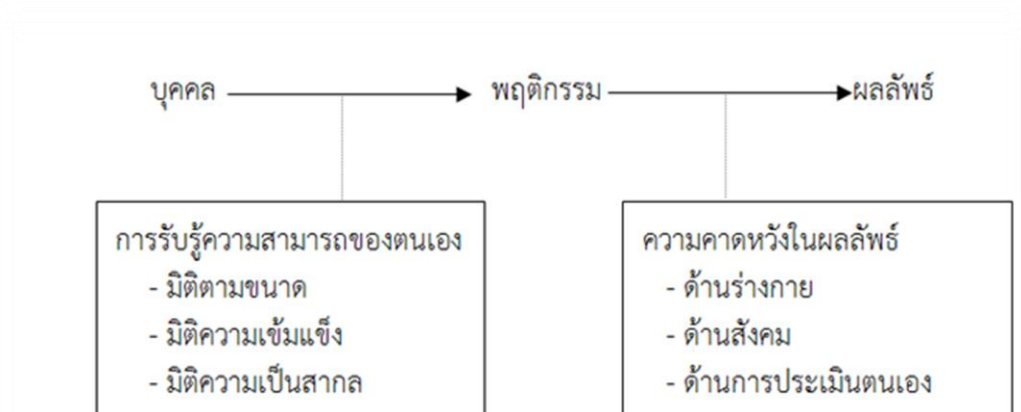 บุคคล พฤติกรรม ผลลัพธ์
การรับรู้ความสามารถของตนเอง
- มิติตามขนาด
- มิติความเข้มแข็ง
- มิติความเป็นสากล
ความคาดหวังในผลลัพธ์
- ด้านร่างกาย
- ด้านสังคม
- ด้านการประเมินตนเอง